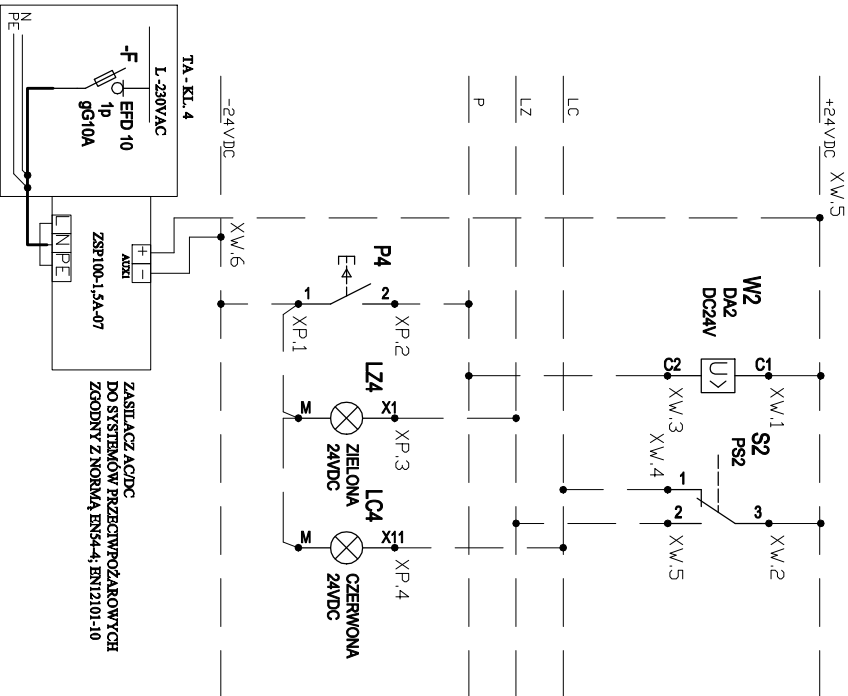 +24VDC
XW.5
W2
DA2
DC24V
U>
C1
XW.1
C2
XW.3
S2
PS2
XW.4
1
2
XW.5
3
XW.2
LC
LZ
P
P4
E
1
XP.1
2
XP.2
LZ4
M
X1
XP.3
ZIELONA
24VDC
LC4
M
X11
XP.4
CZERWONA
24VDC
-24VDC
XW.6
TA - KL. 4
L -230VAC
-F
EFD 10
1p
gG10A
N
PE
+ -
AUX1
ZSP100-1,5A-07
L N PE
ZASILACZ AC/DC
DO SYSTEMÓW PRZECIWPOŻAROWYCH
ZGODNY Z NORMĄ EN54-4; EN12101-10